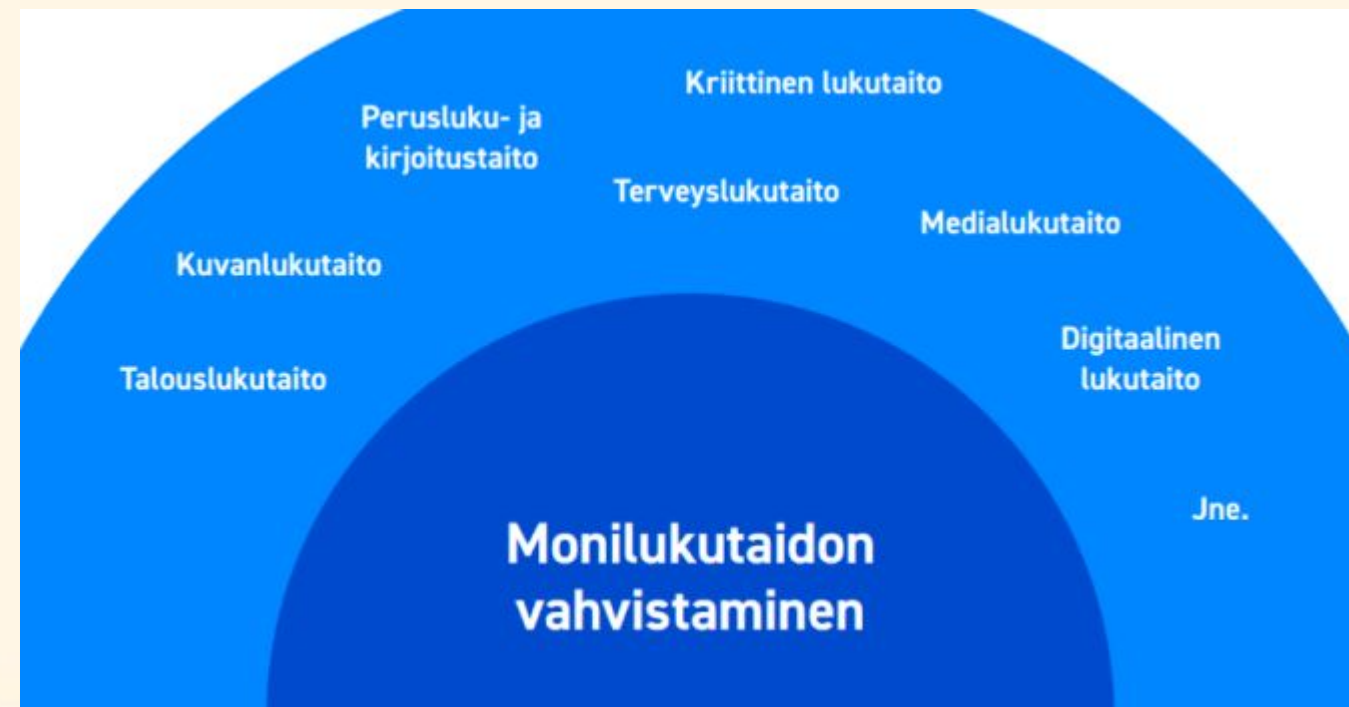 Kriittinen lukutaito
Perusluku- ja
kirjoitustaito
Terveyslukutaito
Medialukutaito
Kuvanlukutaito
Digitaalinen
lukutaito
Talouslukutaito
Jne.
Monilukutaidon
vahvistaminen